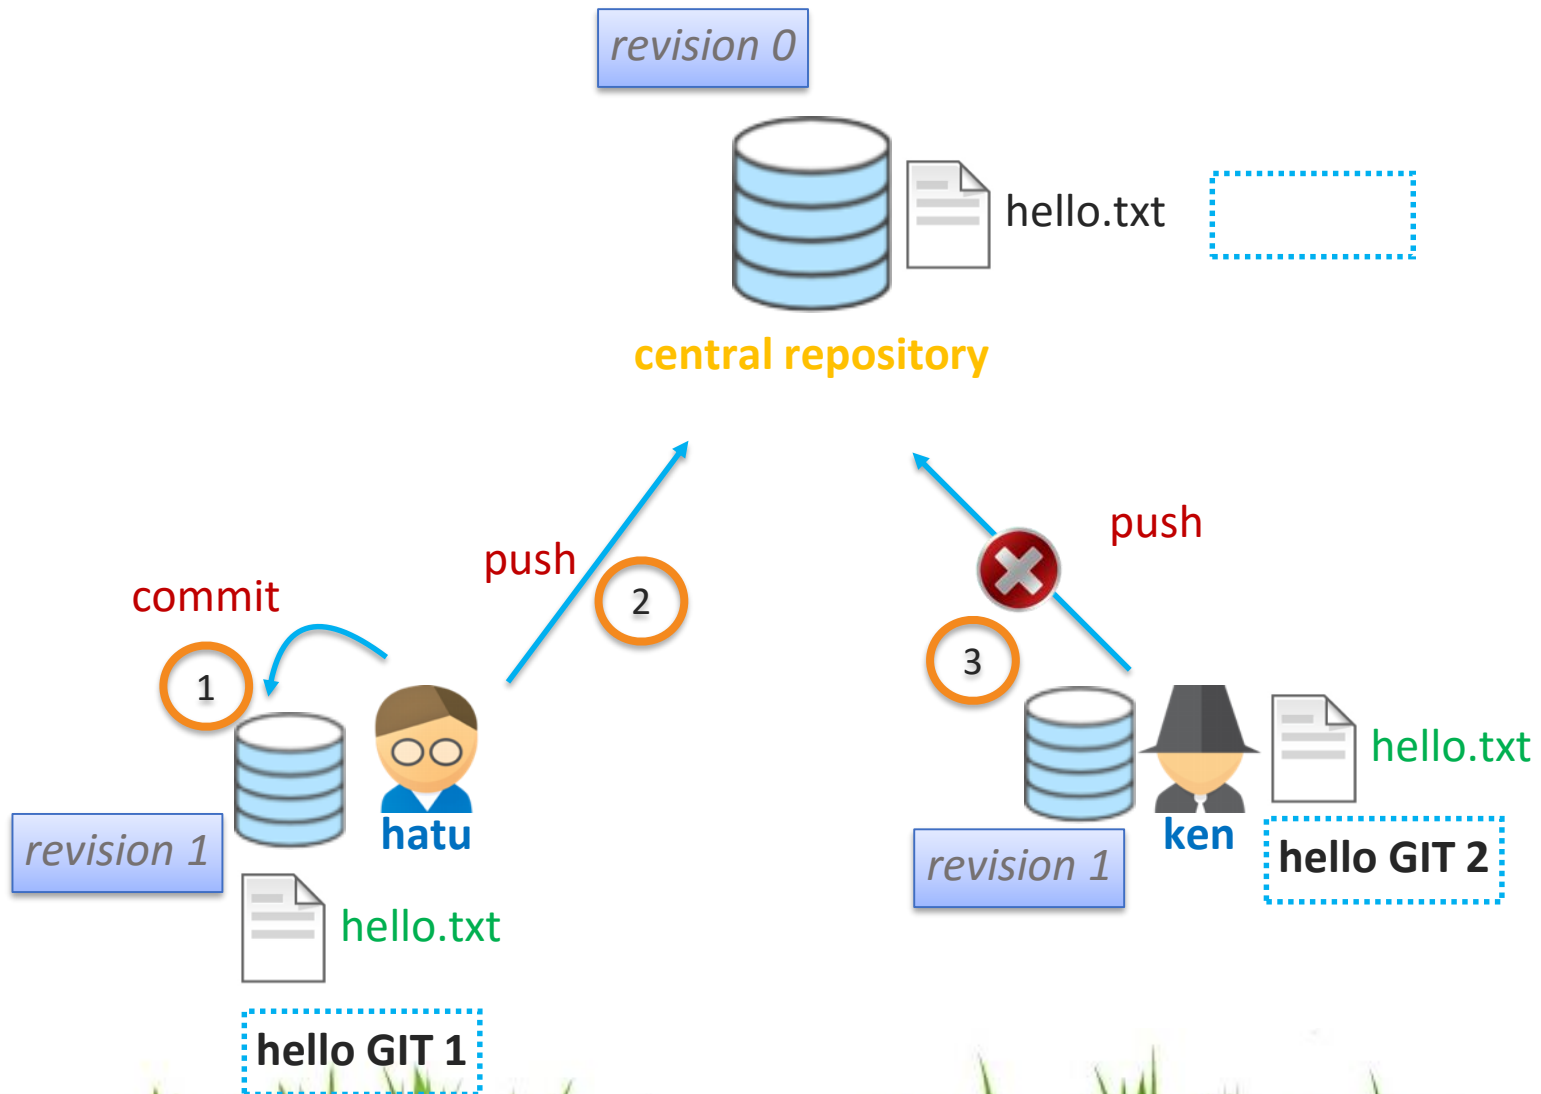 revision 0
hello.txt
central repository
push
push
commit
2
3
1
hello.txt
hatu
ken
revision 1
revision 1
hello GIT 2
hello.txt
hello GIT 1